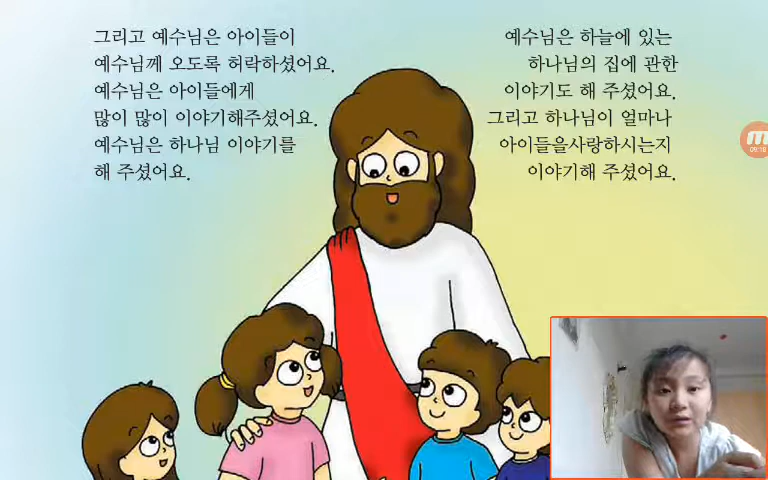 그리고 예수님은 아이들이
예수님께 오도록 허락하셨어요.
예수님은 아이들에게
많이 많이 이야기해주셨어요.
예수님은 하나님 이야기를
해 주셨어요.
예수님은 하늘에 있는
하나님의 집에 관한
이야기도 해 주셨어요.
그리고 하나님이 얼마나
아이들을사랑하시는지
이야기해 주셨어요.
09:16